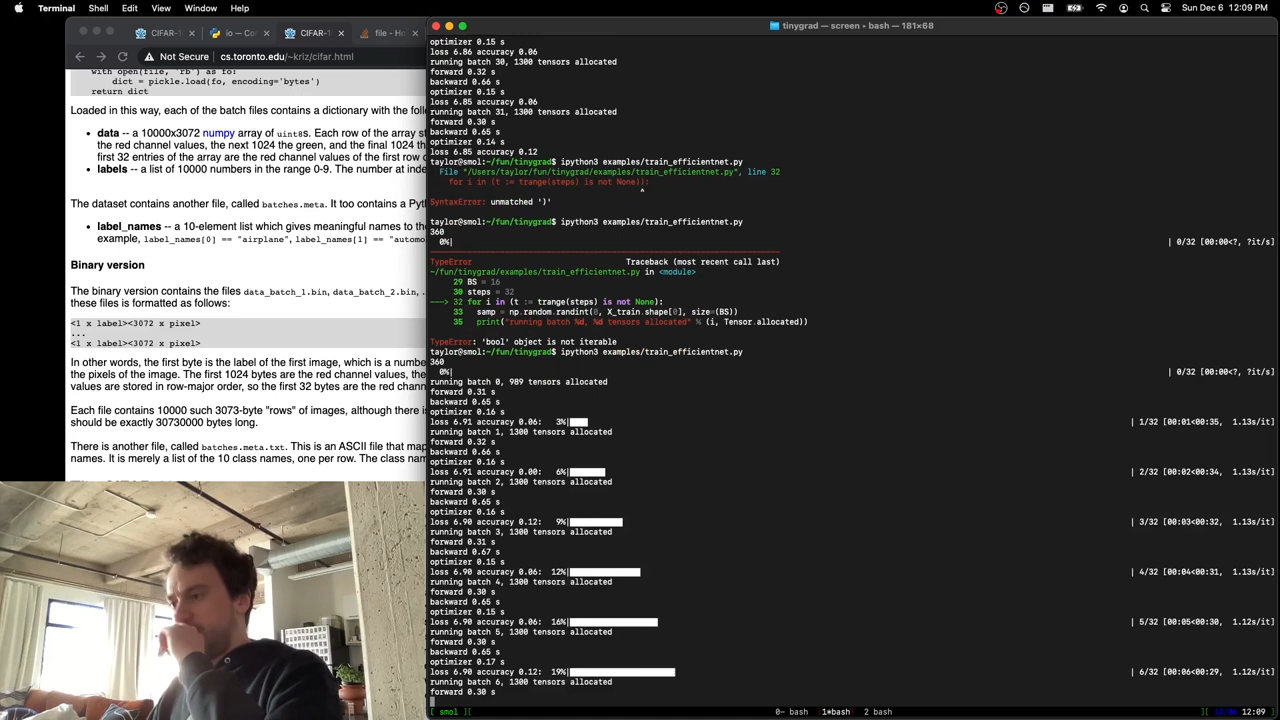 Terminal Shell Edit View Window Help
Sun Dec 6 12:09 PM
CIFAR-1
io — Co
CIFAR-1
file - H
Not Secure cs.toronto.edu/~kriz/cifar.html
with open(file, 'rb') as fo:
dict = pickle.load(fo, encoding='bytes')
return dict
Loaded in this way, each of the batch files contains a dictionary with the
data -- a 10000x3072 numpy array of uint8s. Each row of the array
the red channel values, the next 1024 the green, and the final 1024
first 32 entries of the array are the red channel values of the first row
labels -- a list of 10000 numbers in the range 0-9. The number at
The dataset contains another file, called batches.meta. It too contains a
label_names -- a 10-element list which gives meaningful names to
example, label_names[0] == "airplane", label_names[1] ==
Binary version
The binary version contains the files data_batch_1.bin, data_batch_2.bin,
these files is formatted as follows:
<1 x label><3072 x pixel>
...
<1 x label><3072 x pixel>
In other words, the first byte is the label of the first image, which is a
the pixels of the image. The first 1024 bytes are the red channel values,
values are stored in row-major order, so the first 32 bytes are the red
Each file contains 10000 such 3073-byte "rows" of images, although
should be exactly 30730000 bytes long.
There is another file, called batches.meta.txt. This is an ASCII file that
names. It is merely a list of the 10 class names, one per row. The class
tinygrad — screen • bash — 181×68
optimizer 0.15 s
loss 6.86 accuracy 0.06
running batch 30, 1300 tensors allocated
forward 0.32 s
backward 0.66 s
optimizer 0.15 s
loss 6.85 accuracy 0.06
running batch 31, 1300 tensors allocated
forward 0.30 s
backward 0.65 s
optimizer 0.14 s
loss 6.85 accuracy 0.12
taylor@smol:~/fun/tinygrad$ ipython3 examples/train_efficientnet.py
File "/Users/taylor/fun/tinygrad/examples/train_efficientnet.py", line 32
for i in (t := trange(steps) is not None)):
^
SyntaxError: unmatched ')'
taylor@smol:~/fun/tinygrad$ ipython3 examples/train_efficientnet.py
360
0%| | 0/32 [00:00<?, ?it/s]
TypeError Traceback (most recent call last)
~/fun/tinygrad/examples/train_efficientnet.py in <module>
29 BS = 16
30 steps = 32
---> 32 for i in (t := trange(steps) is not None):
33 samp = np.random.randint(0, X_train.shape[0], size=(BS))
35 print("running batch %d, %d tensors allocated" % (i, Tensor.allocated))
TypeError: 'bool' object is not iterable
taylor@smol:~/fun/tinygrad$ ipython3 examples/train_efficientnet.py
360
0%| | 0/32 [00:00<?, ?it/s]
running batch 0, 989 tensors allocated
forward 0.31 s
backward 0.65 s
optimizer 0.16 s
loss 6.91 accuracy 0.06: 3%| | 1/32 [00:01<00:35, 1.13s/it]
running batch 1, 1300 tensors allocated
forward 0.32 s
backward 0.66 s
optimizer 0.16 s
loss 6.91 accuracy 0.00: 6%| | 2/32 [00:02<00:34, 1.13s/it]
running batch 2, 1300 tensors allocated
forward 0.30 s
backward 0.65 s
optimizer 0.16 s
loss 6.90 accuracy 0.12: 9%| | 3/32 [00:03<00:32, 1.13s/it]
running batch 3, 1300 tensors allocated
forward 0.31 s
backward 0.67 s
optimizer 0.15 s
loss 6.90 accuracy 0.06: 12%| | 4/32 [00:04<00:31, 1.13s/it]
running batch 4, 1300 tensors allocated
forward 0.30 s
backward 0.65 s
optimizer 0.15 s
loss 6.90 accuracy 0.06: 16%| | 5/32 [00:05<00:30, 1.12s/it]
running batch 5, 1300 tensors allocated
forward 0.30 s
backward 0.65 s
optimizer 0.17 s
loss 6.90 accuracy 0.12: 19%| | 6/32 [00:06<00:29, 1.12s/it]
running batch 6, 1300 tensors allocated
forward 0.30 s
[ smol ][ 0- bash 1*bash 2 bash ][ 12:09 ]